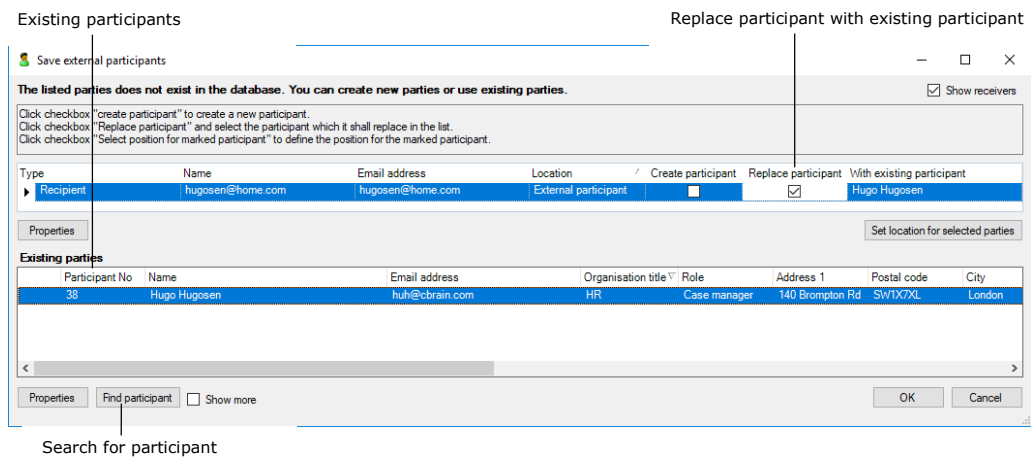 Existing participants
Replace participant with existing participant
Save external participants
The listed parties does not exist in the database. You can create new parties or use existing parties.
Show receivers
Click checkbox "create participant" to create a new participant.
Click checkbox "Replace participant" and select the participant which it shall replace in the list.
Click checkbox "Select position for marked participant" to define the position for the marked participant.
Type Name Email address Location Create participant Replace participant With existing participant
Recipient hugosen@home.com hugosen@home.com External participant Hugo Hugosen
Properties Set location for selected parties
Existing parties
Participant No Name Email address Organisation title Role Address 1 Postal code City
38 Hugo Hugosen huh@cbrain.com HR Case manager 140 Brompton Rd SW1X7XL London
Properties Find participant Show more OK Cancel
Search for participant